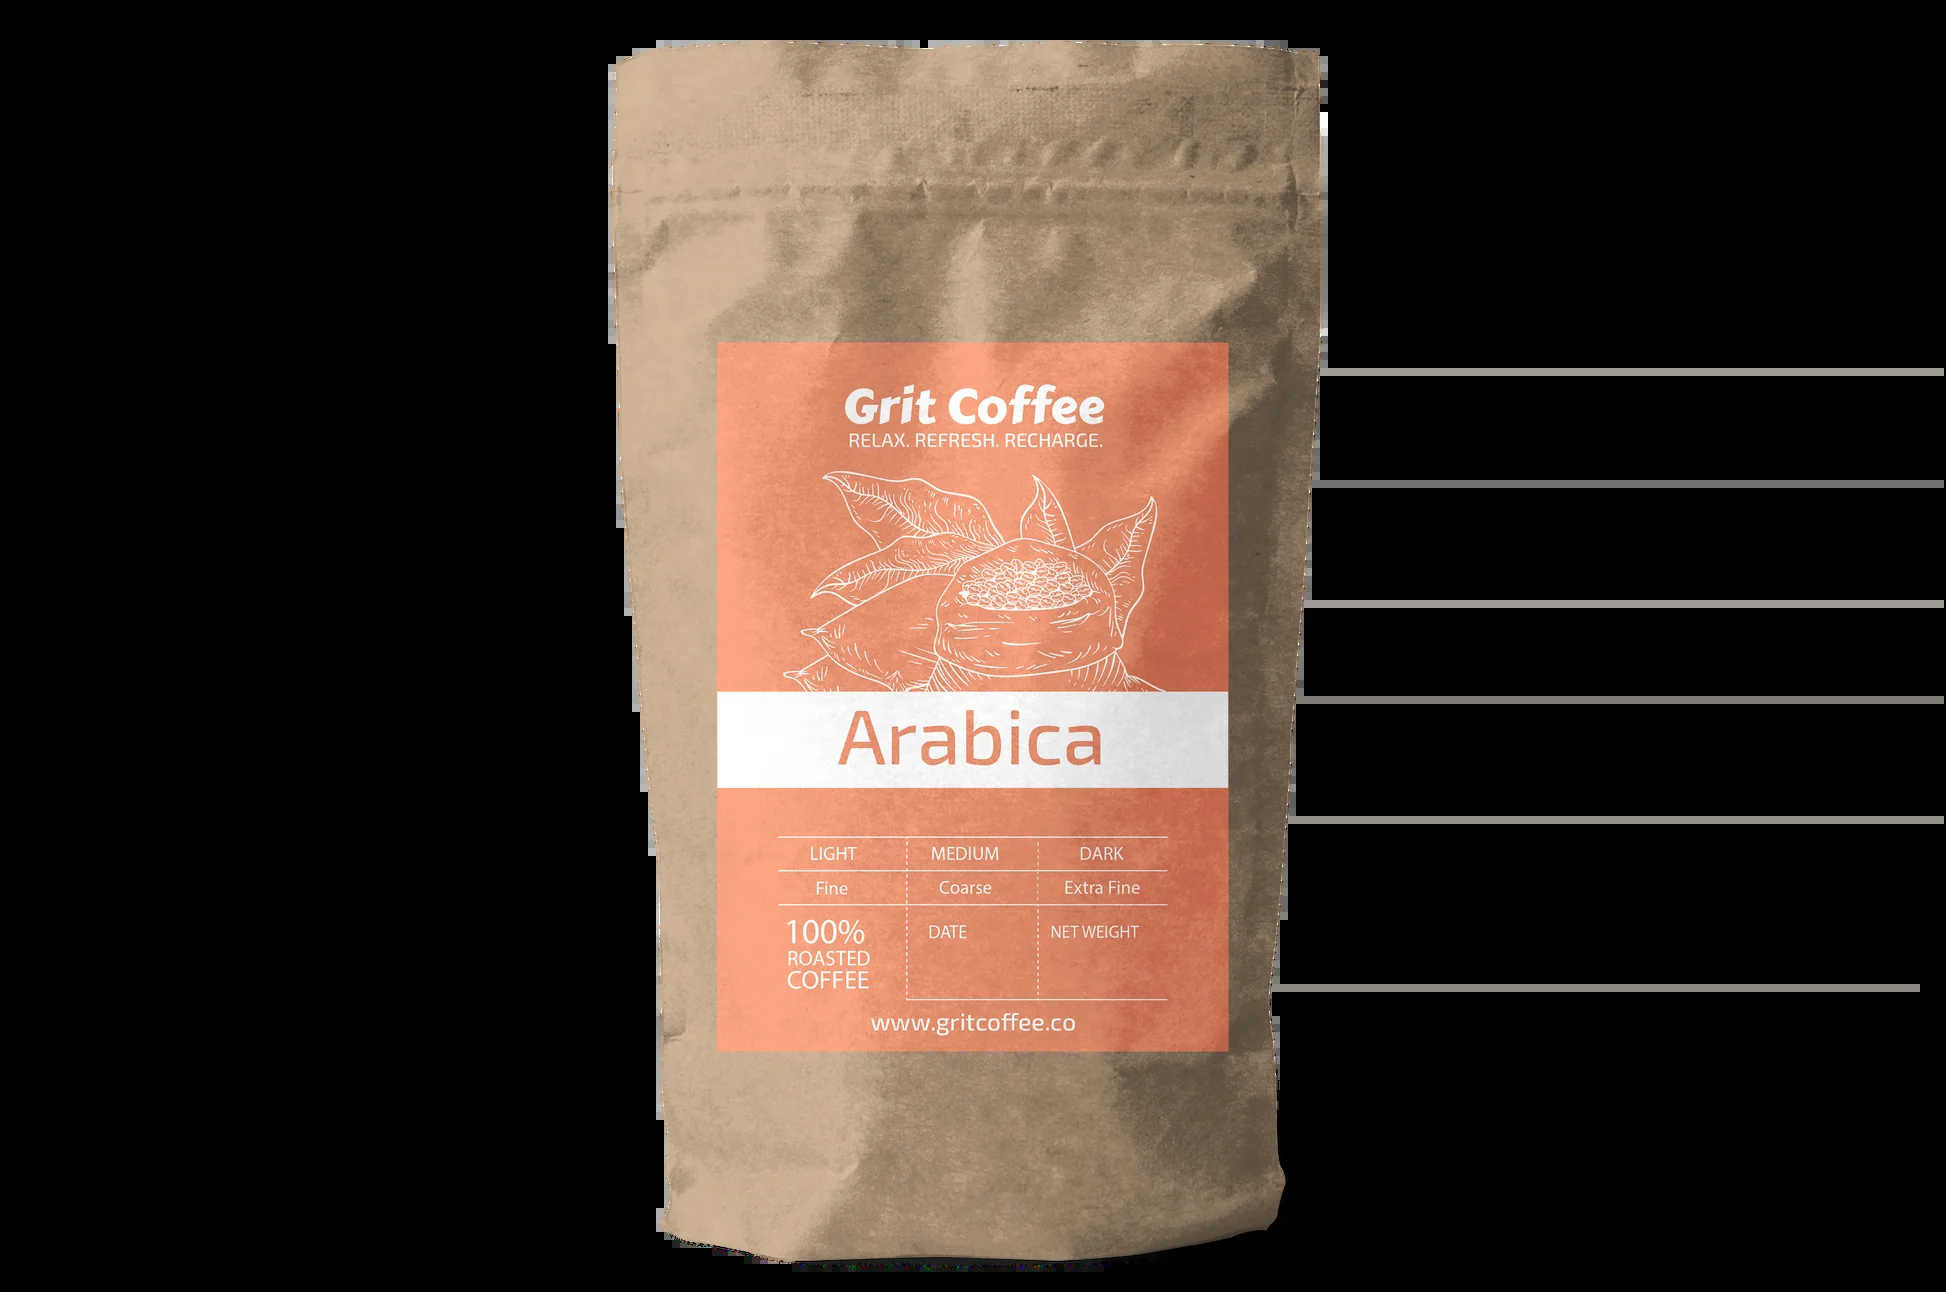 Grit Coffee
RELAX. REFRESH. RECHARGE.
Arabica
LIGHT MEDIUM DARK
Fine Coarse Extra Fine
100%
ROASTED
COFFEE
DATE
NET WEIGHT
www.gritcoffee.co